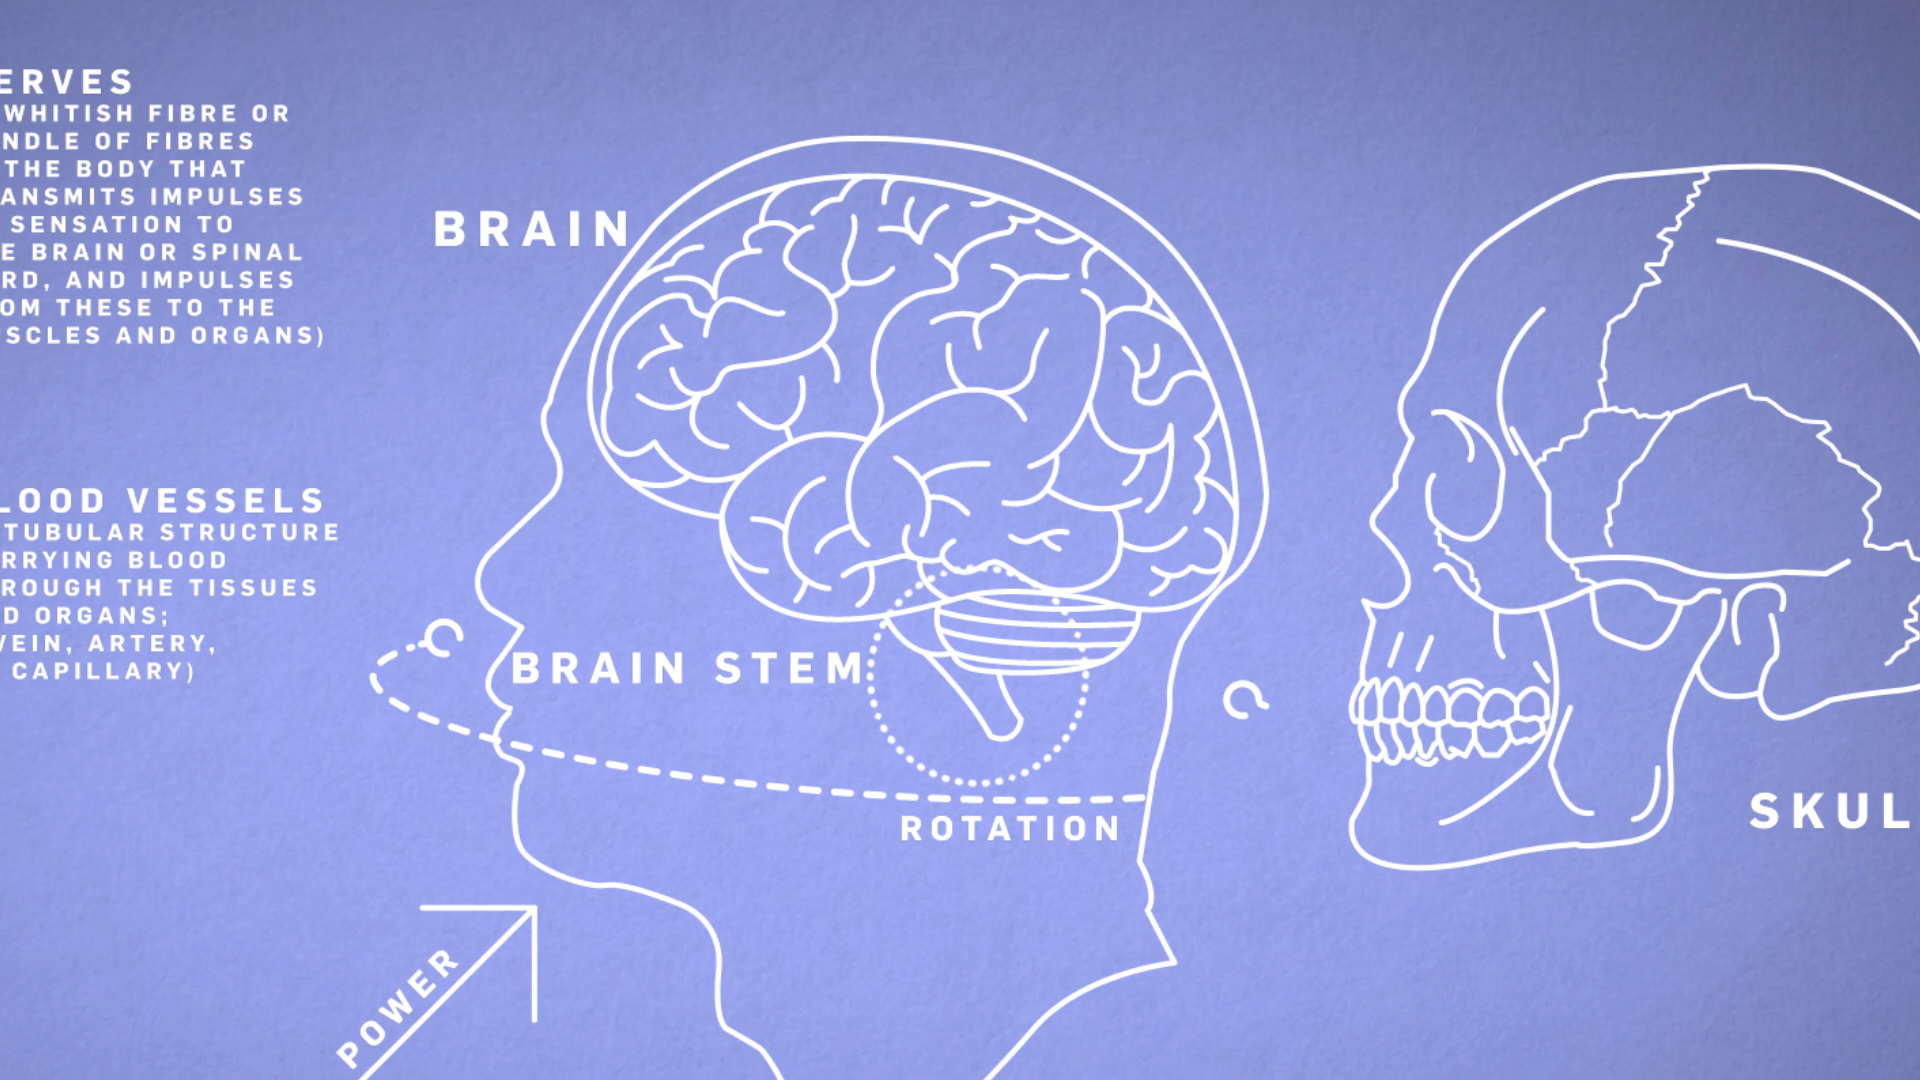 ERVES
WHITISH FIBRE OR
NDLE OF FIBRES
THE BODY THAT
ANSMITS IMPULSES
SENSATION TO
E BRAIN OR SPINAL
RD, AND IMPULSES
OM THESE TO THE
SCLES AND ORGANS)
LOOD VESSELS
TUBULAR STRUCTURE
RRYING BLOOD
ROUGH THE TISSUES
D ORGANS;
VEIN, ARTERY,
CAPILLARY)
BRAIN
BRAIN STEM
ROTATION
POWER
SKUL